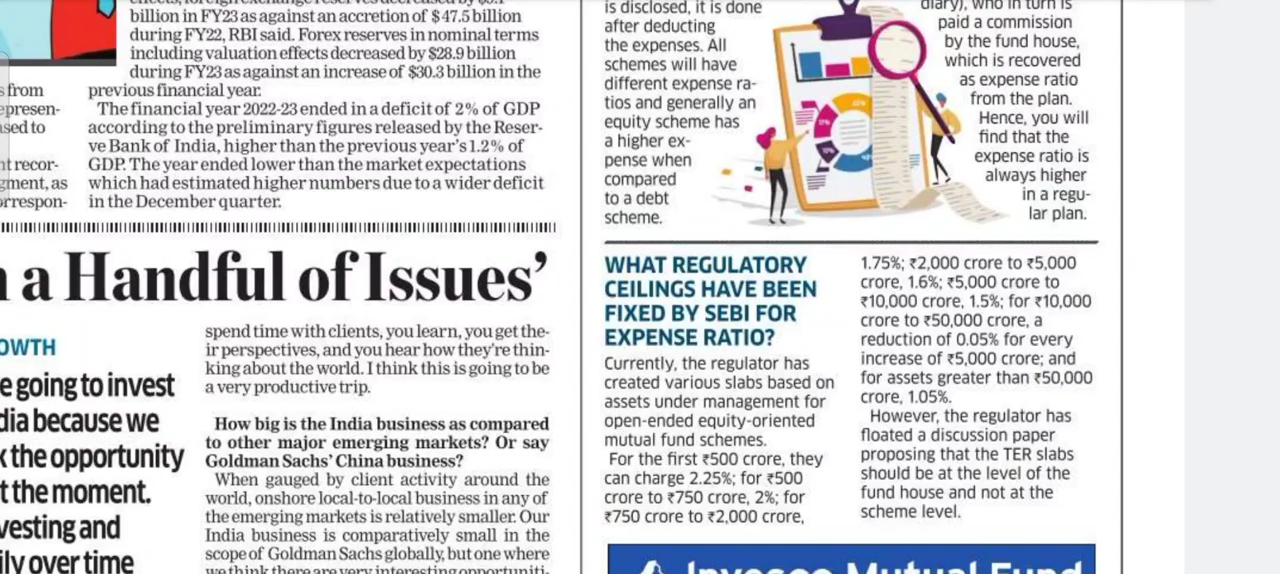 billion in FY23 as against an accretion of $47.5 billion
during FY22, RBI said. Forex reserves in nominal terms
including valuation effects decreased by $28.9 billion
during FY23 as against an increase of $30.3 billion in the
previous financial year.
The financial year 2022-23 ended in a deficit of 2% of GDP
according to the preliminary figures released by the Reser-
ve Bank of India, higher than the previous year's 1.2% of
GDP. The year ended lower than the market expectations
which had estimated higher numbers due to a wider deficit
in the December quarter.
from
epresen-
sed to
t recor-
gment, as
orrespon-
a Handful of Issues'
OWTH
e going to invest
dia because we
k the opportunity
t the moment.
vesting and
ily over time
spend time with clients, you learn, you get the-
ir perspectives, and you hear how they're thin-
king about the world. I think this is going to be
a very productive trip.
How big is the India business as compared
to other major emerging markets? Or say
Goldman Sachs' China business?
When gauged by client activity around the
world, onshore local-to-local business in any of
the emerging markets is relatively smaller. Our
India business is comparatively small in the
scope of Goldman Sachs globally, but one where
we think there are very interesting opportuniti-
is disclosed, it is done
after deducting
the expenses. All
schemes will have
different expense ra-
tios and generally an
equity scheme has
a higher ex-
pense when
compared
to a debt
scheme.
diary), who in turn is
paid a commission
by the fund house,
which is recovered
as expense ratio
from the plan.
Hence, you will
find that the
expense ratio is
always higher
in a regu-
lar plan.
WHAT REGULATORY
CEILINGS HAVE BEEN
FIXED BY SEBI FOR
EXPENSE RATIO?
Currently, the regulator has
created various slabs based on
assets under management for
open-ended equity-oriented
mutual fund schemes.
For the first ₹500 crore, they
can charge 2.25%; for ₹500
crore to ₹750 crore, 2%; for
₹750 crore to ₹2,000 crore,
1.75%; ₹2,000 crore to ₹5,000
crore, 1.6%; ₹5,000 crore to
₹10,000 crore, 1.5%; for ₹10,000
crore to ₹50,000 crore, a
reduction of 0.05% for every
increase of ₹5,000 crore; and
for assets greater than ₹50,000
crore, 1.05%.
However, the regulator has
floated a discussion paper
proposing that the TER slabs
should be at the level of the
fund house and not at the
scheme level.
Invesco Mutual Fund